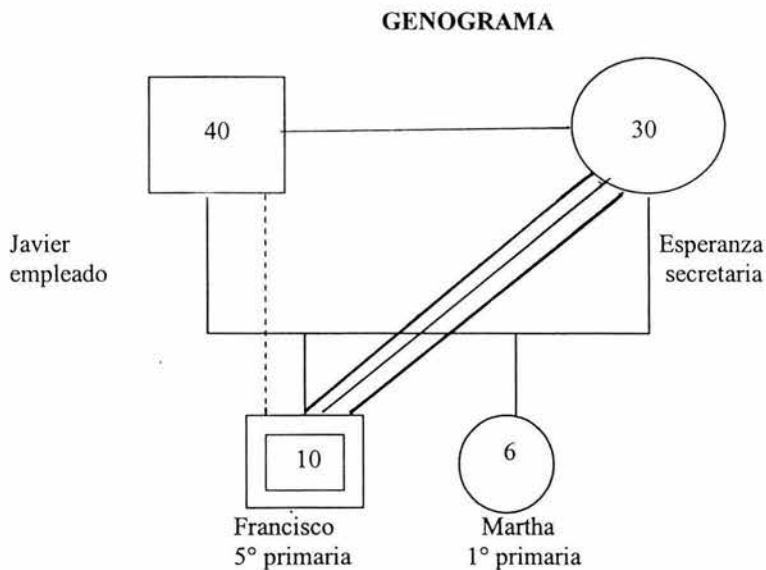 GENOGRAMA
40
30
Javier
empleado
Esperanza
secretaria
10
6
Francisco
5° primaria
Martha
1° primaria